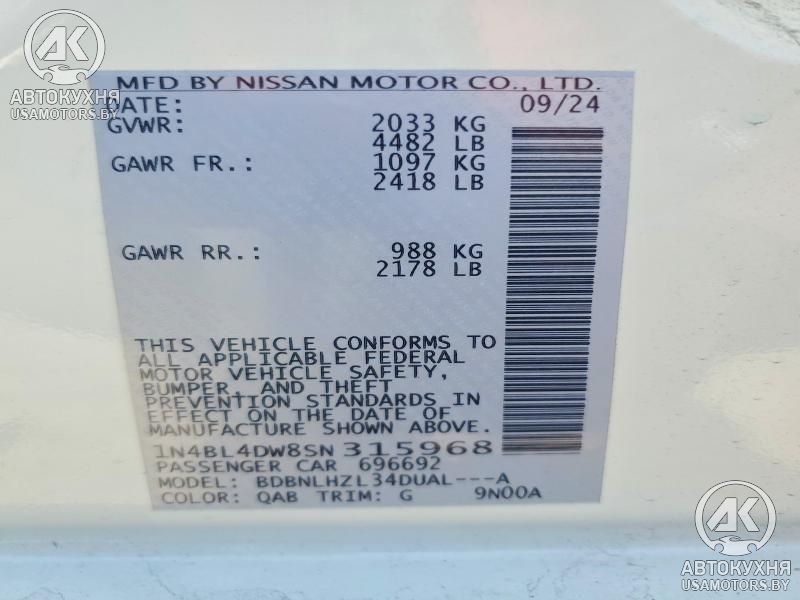 AK
АВТОКУХНЯ
USAMOTORS.BY
MFD BY NISSAN MOTOR CO., LTD.
DATE: 09/24
GVWR: 2033 KG
4482 LB
GAWR FR.: 1097 KG
2418 LB
GAWR RR.: 988 KG
2178 LB
THIS VEHICLE CONFORMS TO
ALL APPLICABLE FEDERAL
MOTOR VEHICLE SAFETY,
BUMPER, AND THEFT
PREVENTION STANDARDS IN
EFFECT ON THE DATE OF
MANUFACTURE SHOWN ABOVE.
1N4BL4DW8SN315968
PASSENGER CAR 696692
MODEL: BDBNLHZL34DUAL---A
COLOR: QAB TRIM: G 9N00A
AK
АВТОКУХНЯ
USAMOTORS.BY